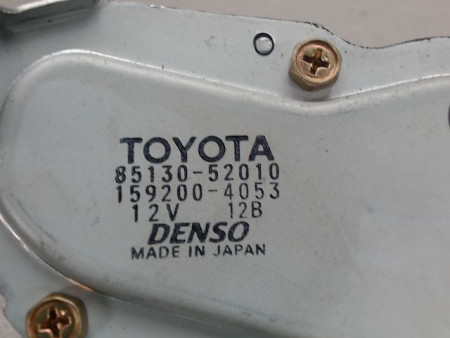 TOYOTA
85130-52010
159200-4053
12V 12B
DENSO
MADE IN JAPAN